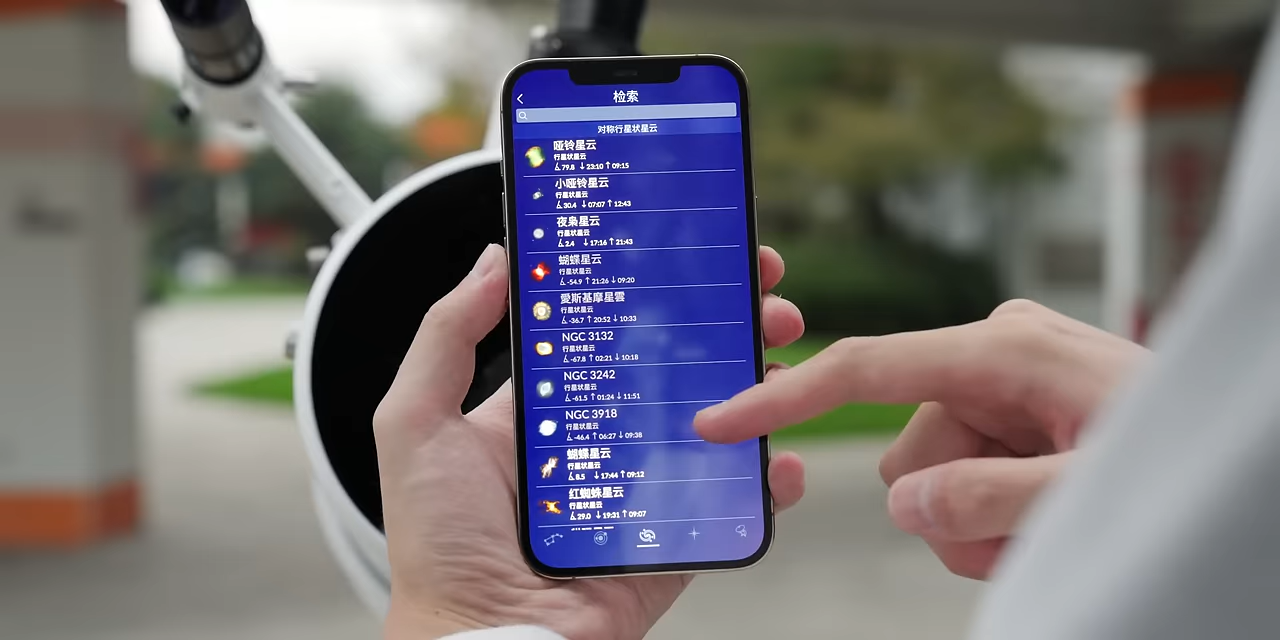 检索
对称行星状星云
哑铃星云
行星状星云
79.8 ↓ 23:10 ↑ 09:15
小哑铃星云
行星状星云
30.4 ↓ 07:07 ↑ 12:43
夜枭星云
行星状星云
2.4 ↓ 17:16 ↑ 21:43
蝴蝶星云
行星状星云
-54.9 ↑ 21:26 ↓ 09:20
愛斯基摩星雲
行星状星云
-36.7 ↑ 20:52 ↓ 10:33
NGC 3132
行星状星云
-67.8 ↑ 02:21 ↓ 10:18
NGC 3242
行星状星云
-61.5 ↑ 01:24 ↓ 11:51
NGC 3918
行星状星云
-46.4 ↑ 06:27 ↓ 09:38
蝴蝶星云
行星状星云
8.5 ↓ 17:44 ↑ 09:12
红蜘蛛星云
行星状星云
29.0 ↓ 19:31 ↑ 09:07